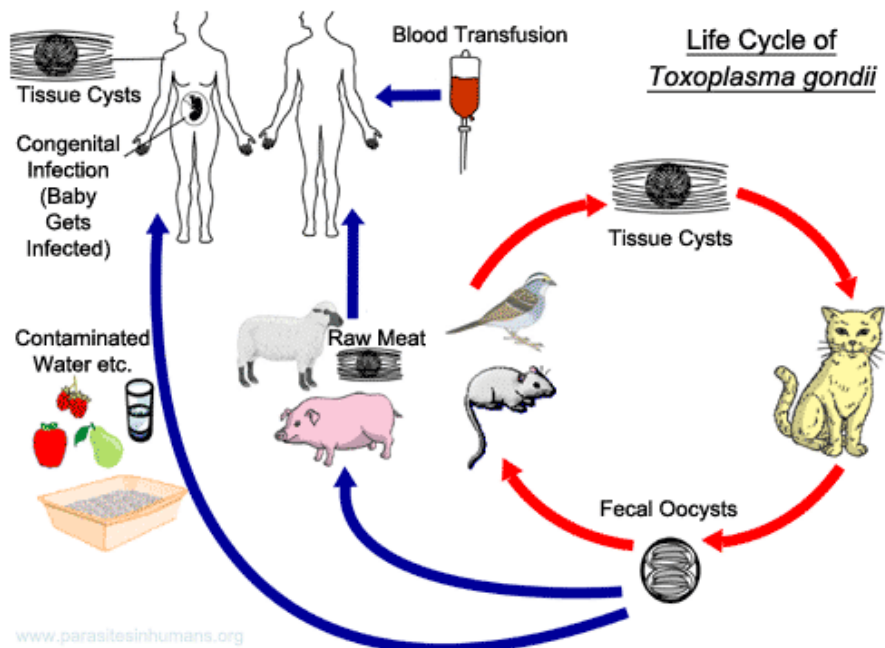 Blood Transfusion
Life Cycle of
Toxoplasma gondii
Tissue Cysts
Congenital
Infection
(Baby
Gets
Infected)
Tissue Cysts
Contaminated
Water etc.
Raw Meat
Fecal Oocysts
www.parasitesinhumans.org